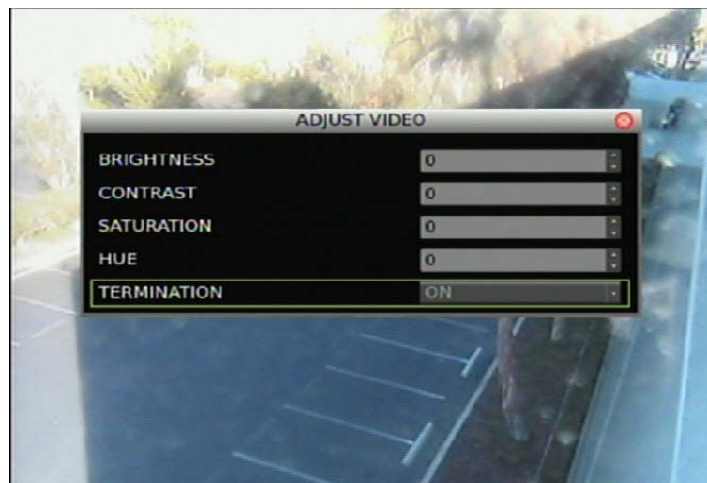 ADJUST VIDEO
BRIGHTNESS 0
CONTRAST 0
SATURATION 0
HUE 0
TERMINATION ON